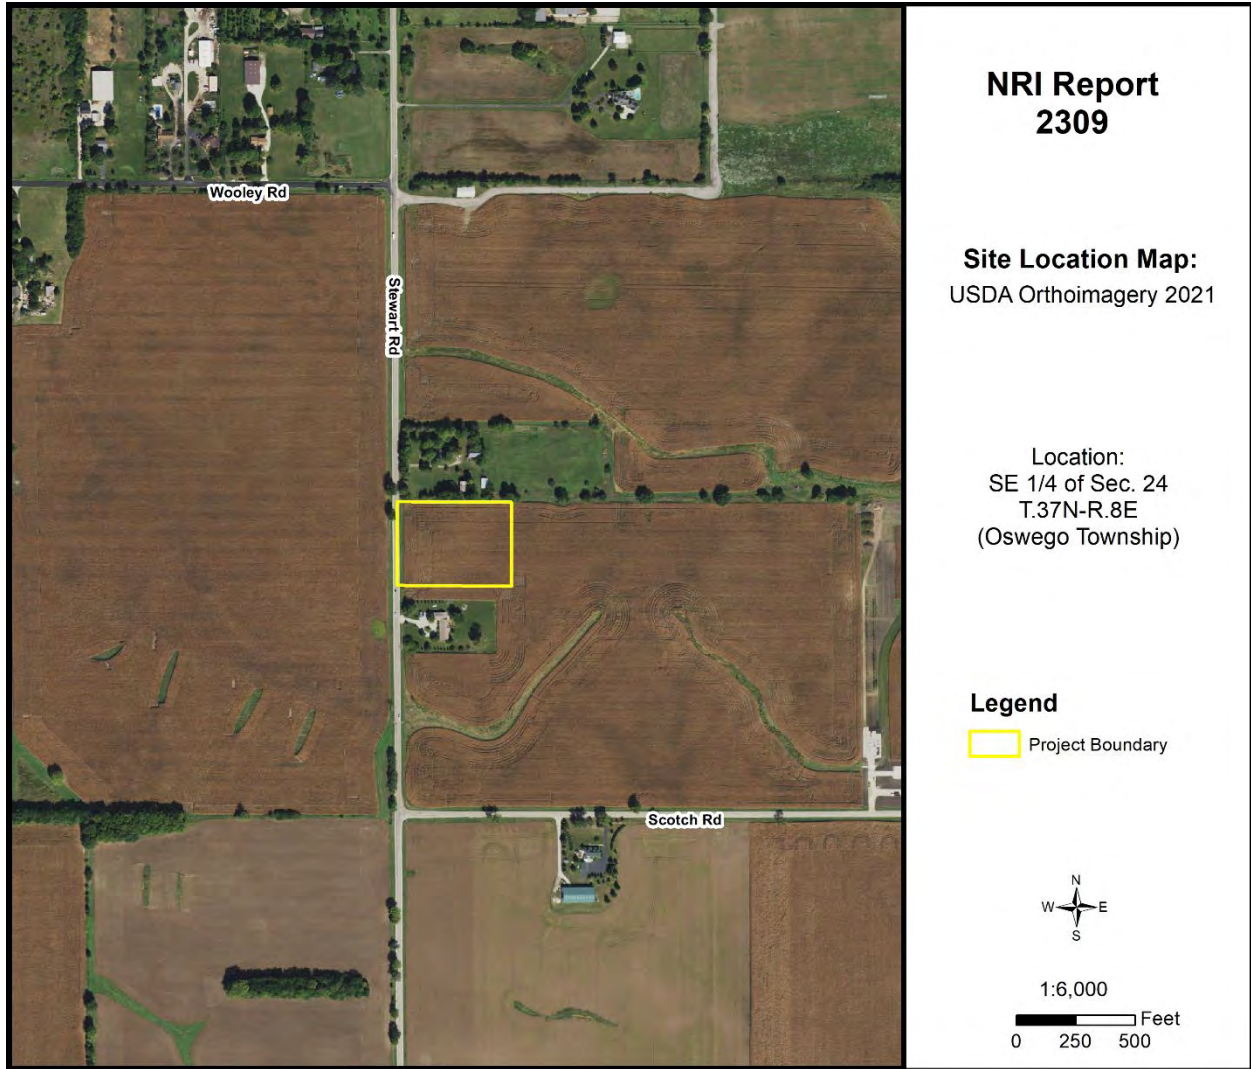 NRI Report
2309
Site Location Map:
USDA Orthoimagery 2021
Location:
SE 1/4 of Sec. 24
T.37N-R.8E
(Oswego Township)
Legend
Project Boundary
N
W E
S
1:6,000
Feet
0 250 500
Wooley Rd
Stewart Rd
Scotch Rd